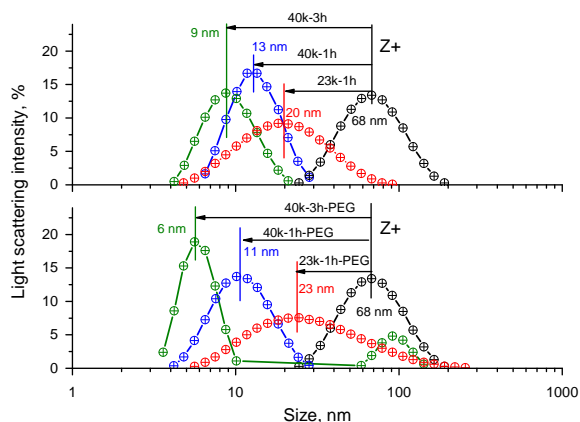 40k-3h
9 nm
13 nm
40k-1h
Z+
23k-1h
20 nm
68 nm
20
15
10
5
0
Light scattering intensity, %
40k-3h-PEG
6 nm
40k-1h-PEG
Z+
11 nm
23k-1h-PEG
23 nm
68 nm
20
15
10
5
0
1
10
100
1000
Size, nm